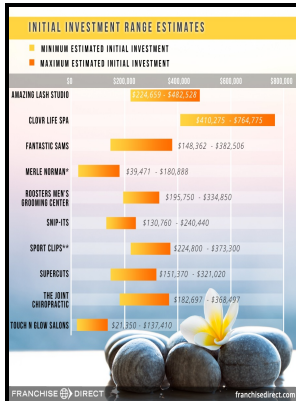 INITIAL INVESTMENT RANGE ESTIMATES
MINIMUM ESTIMATED INITIAL INVESTMENT
MAXIMUM ESTIMATED INITIAL INVESTMENT
$0 $200,000 $400,000 $600,000 $800,000
AMAZING LASH STUDIO $224,659 - $482,528
CLOVR LIFE SPA $410,275 - $764,775
FANTASTIC SAMS $148,362 - $382,506
MERLE NORMAN* $39,471 - $180,888
ROOSTERS MEN'S
GROOMING CENTER $195,750 - $334,850
SNIP-ITS $130,760 - $240,440
SPORT CLIPS** $224,800 - $373,300
SUPERCUTS $151,370 - $321,020
THE JOINT
CHIROPRACTIC $182,697 - $368,497
TOUCH N GLOW SALONS $21,350 - $137,410
FRANCHISE DIRECT franchisedirect.com